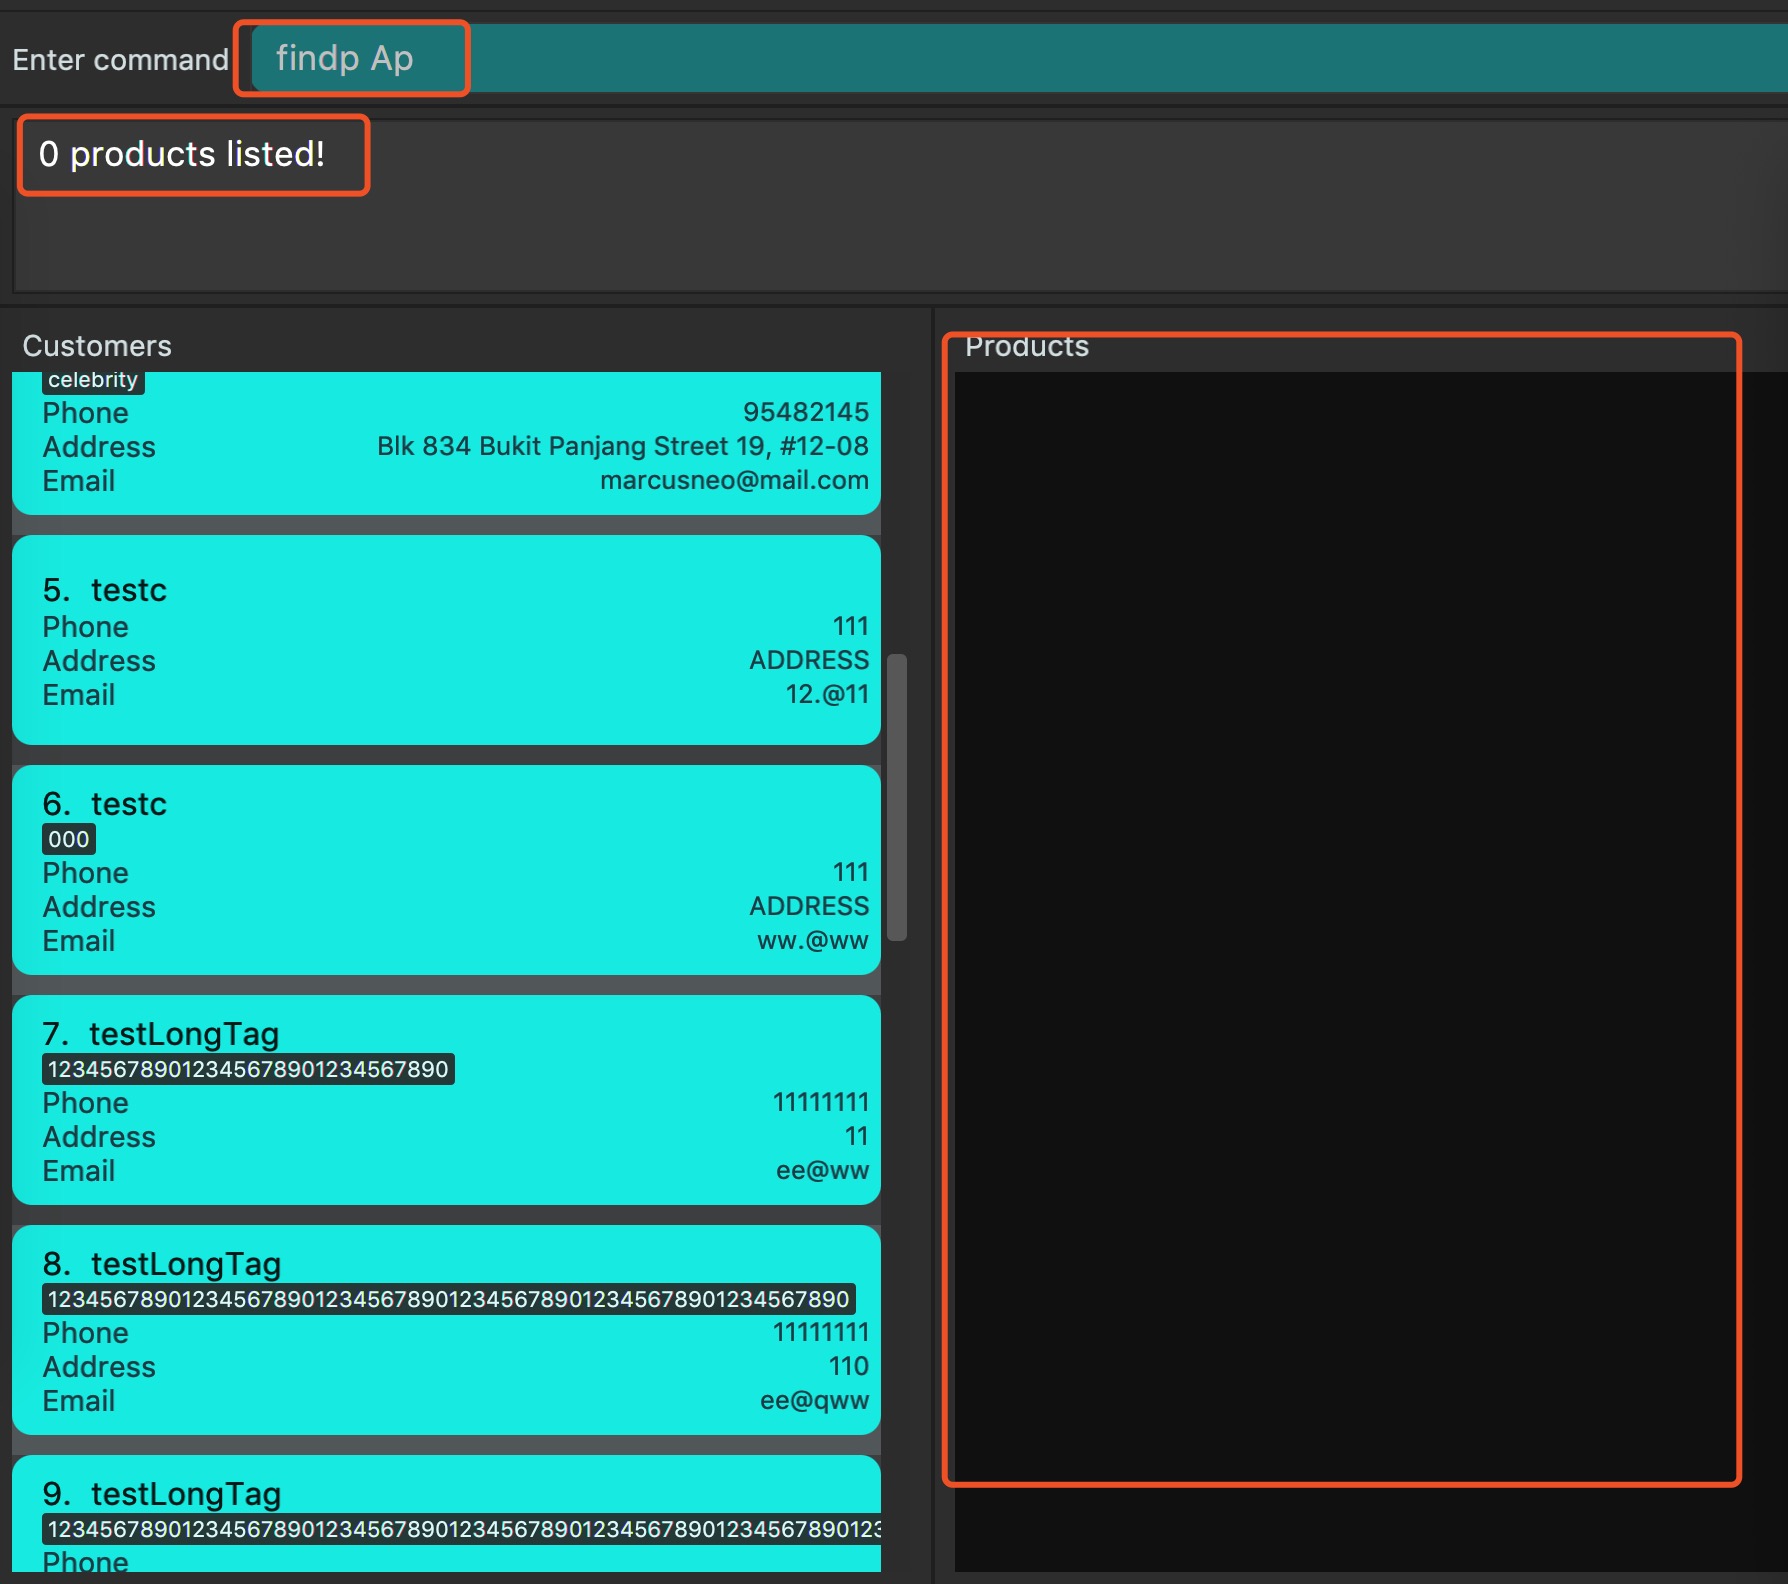 Enter command findp Ap
0 products listed!
Customers
celebrity
Phone 95482145
Address Blk 834 Bukit Panjang Street 19, #12-08
Email marcusneo@mail.com
5. testc
Phone 111
Address ADDRESS
Email 12.@11
6. testc
000
Phone 111
Address ADDRESS
Email ww.@ww
7. testLongTag
123456789012345678901234567890
Phone 11111111
Address 11
Email ee@ww
8. testLongTag
123456789012345678901234567890123456789012345678901234567890
Phone 11111111
Address 110
Email ee@qww
9. testLongTag
123456789012345678901234567890123456789012345678901234567890123
Phone
Products